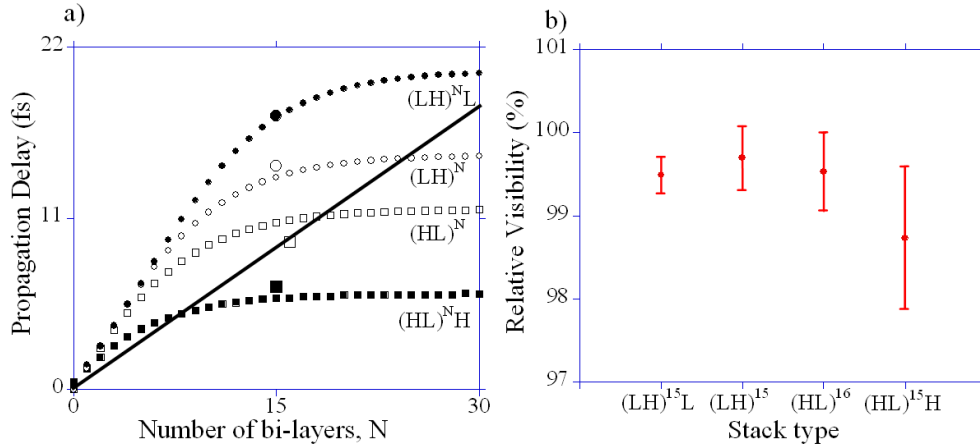 a)
22
11
0
0
15
30
Propagation Delay (fs)
Number of bi-layers, N
(LH)ᴺL
(LH)ᴺ
(HL)ᴺ
(HL)ᴺH
b)
101
100
99
98
97
Relative Visibility (%)
(LH)¹⁵L
(LH)¹⁵
(HL)¹⁶
(HL)¹⁵H
Stack type